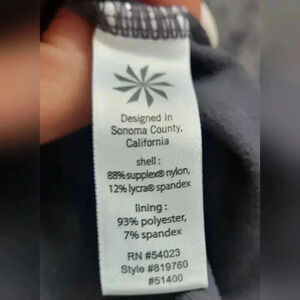 Designed in
Sonoma County,
California
shell :
88% supplex® nylon,
12% lycra® spandex
lining :
93% polyester,
7% spandex
RN #54023
Style #819760
#51400